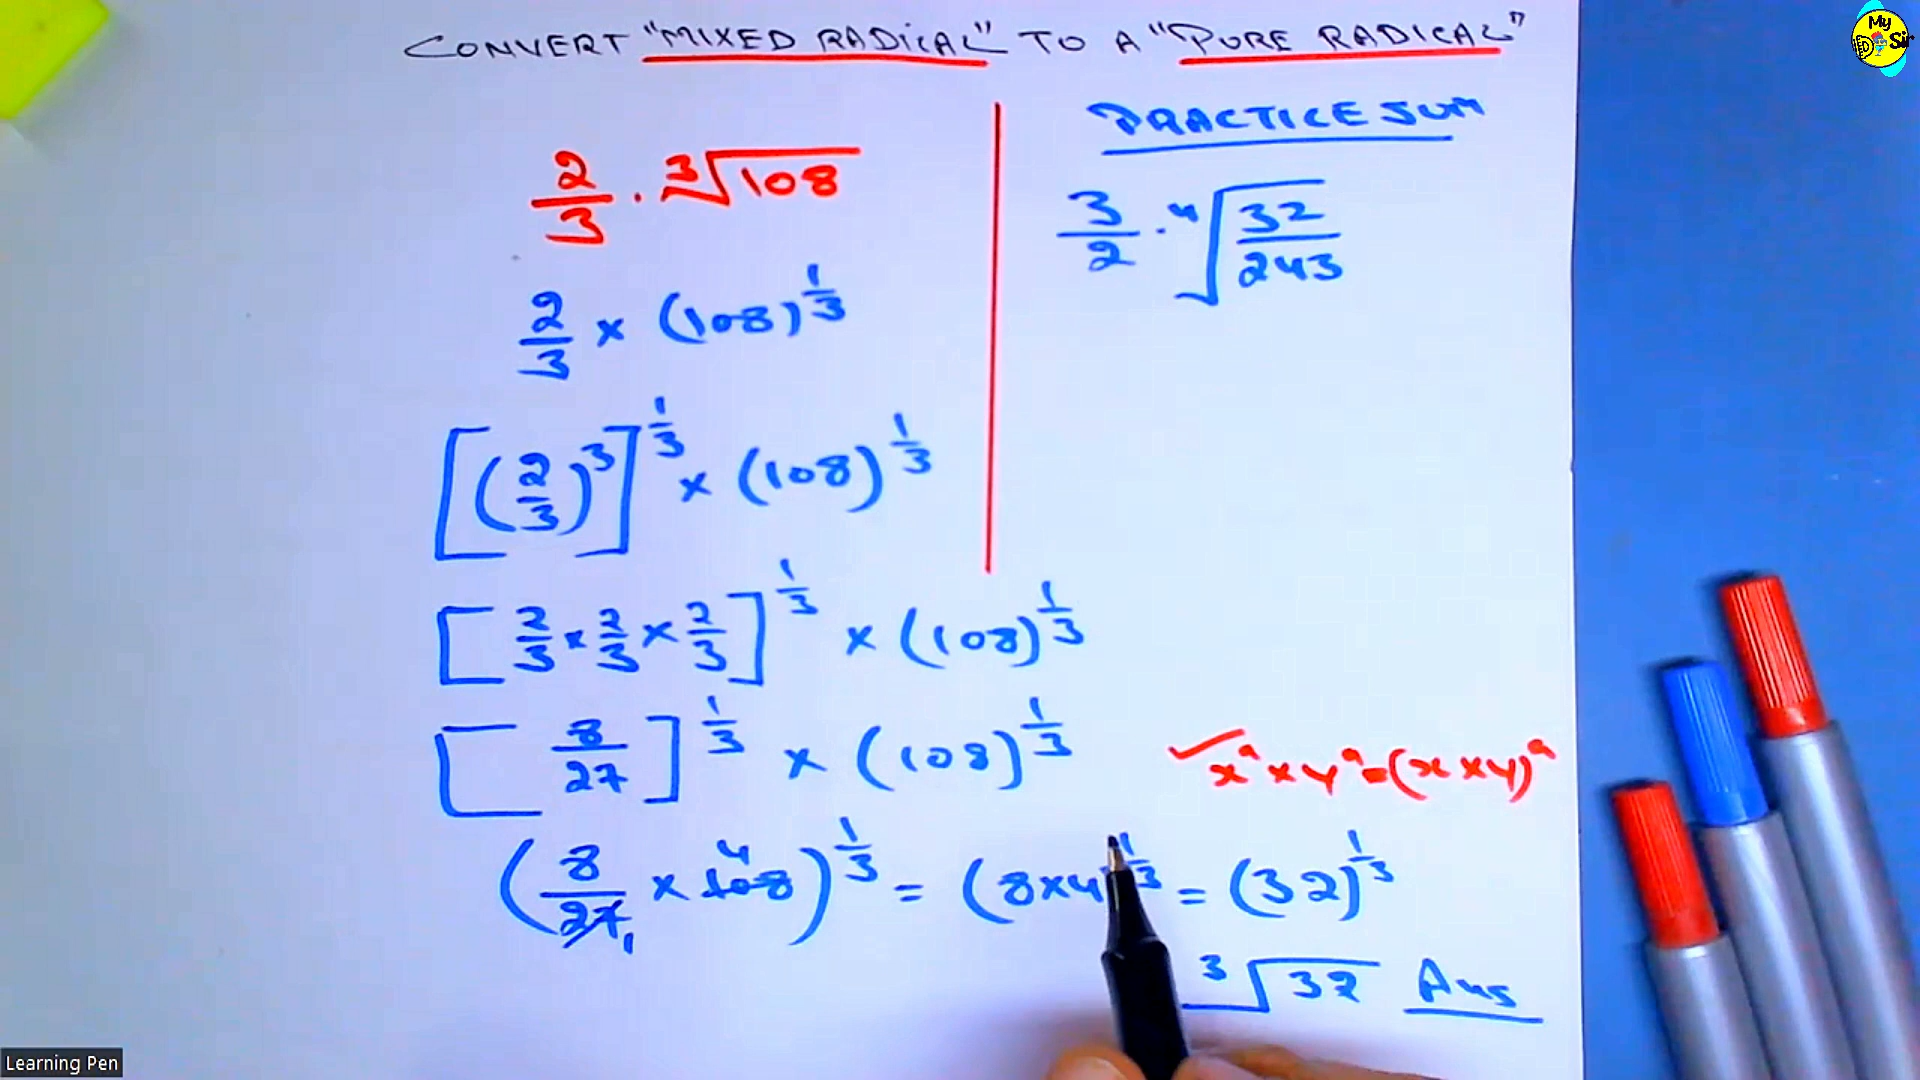 CONVERT "MIXED RADICAL" TO A "PURE RADICAL"
2/3 · ³√108
2/3 × (108)^1/3
[(2/3)³]^1/3 × (108)^1/3
[2/3 × 2/3 × 2/3]^1/3 × (108)^1/3
[8/27]^1/3 × (108)^1/3
(8/27 1 × 108 4)^1/3 = (8×4)^1/3 = (32)^1/3
³√32 Ans
PRACTICE SUM
3/2 · ⁴√32/243
x^a × y^a = (x × y)^a
My
ED Sir
Learning Pen